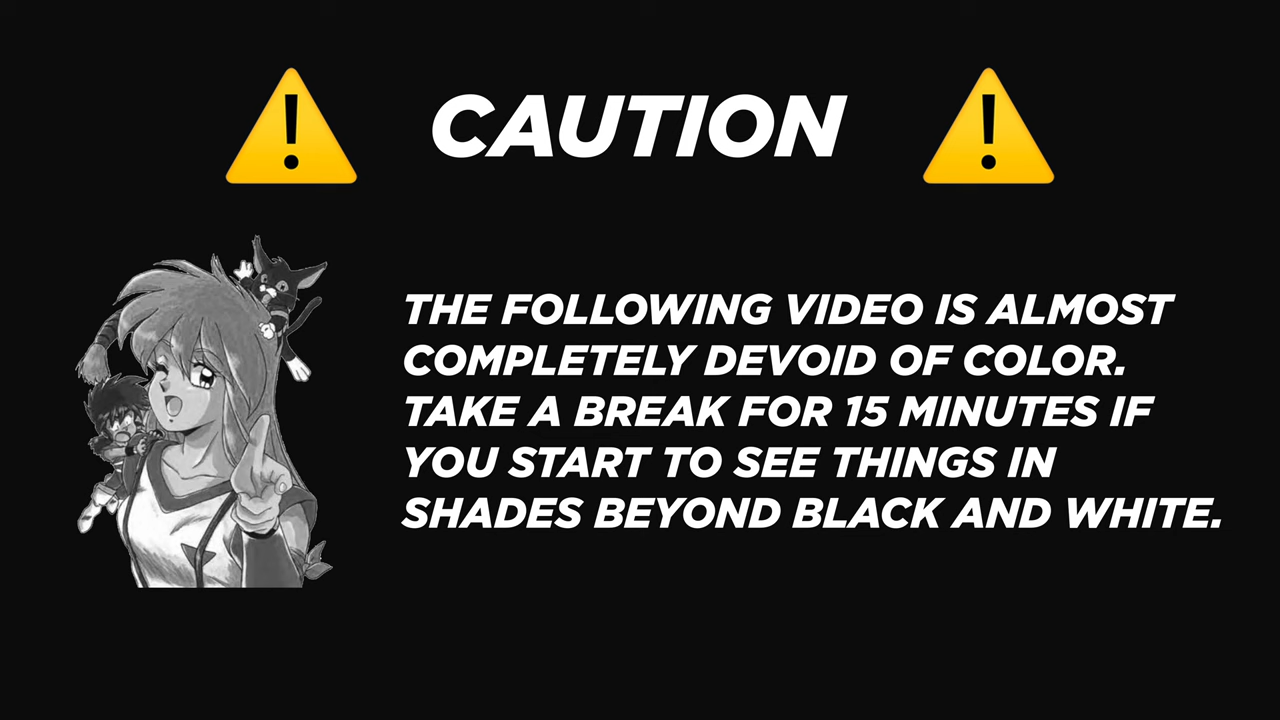 CAUTION
THE FOLLOWING VIDEO IS ALMOST
COMPLETELY DEVOID OF COLOR.
TAKE A BREAK FOR 15 MINUTES IF
YOU START TO SEE THINGS IN
SHADES BEYOND BLACK AND WHITE.